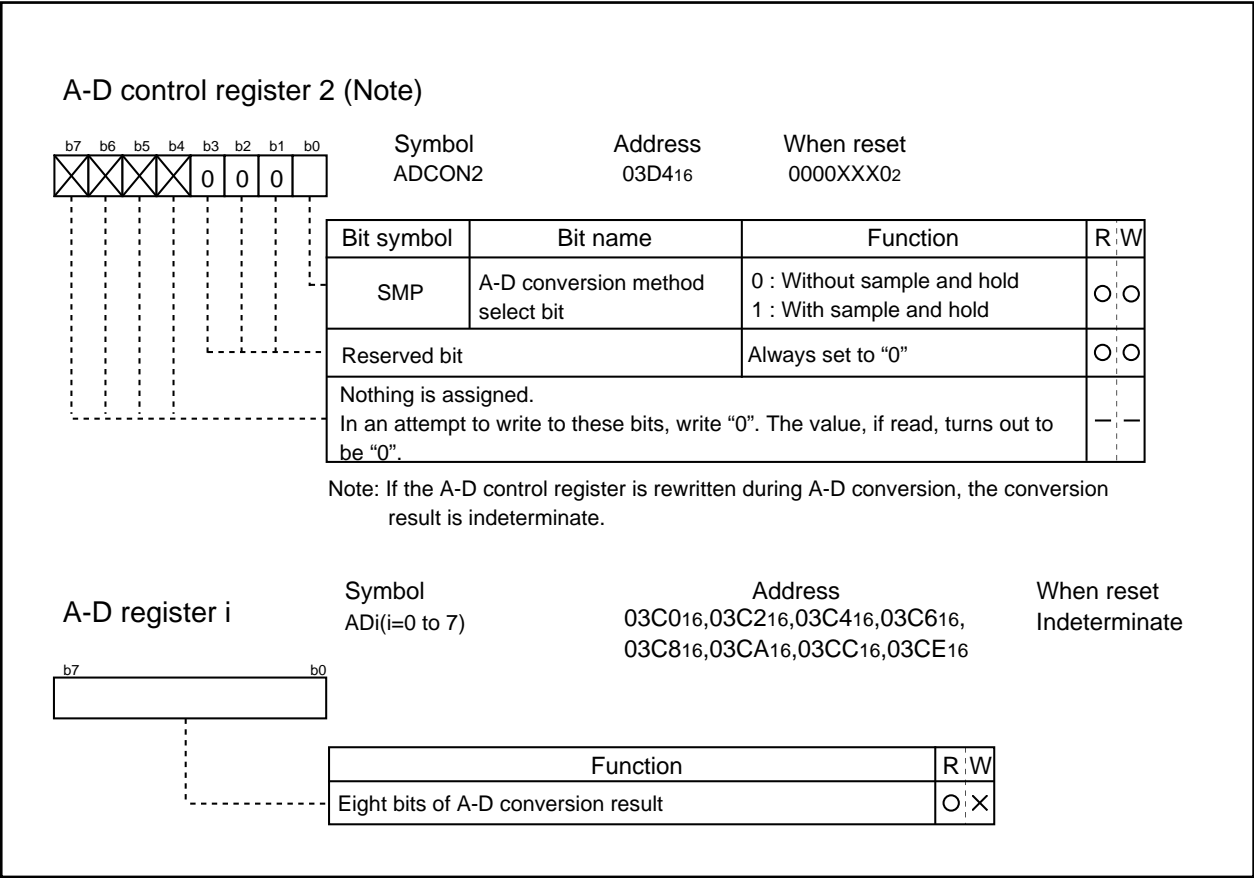 A-D control register 2 (Note)
b7 b6 b5 b4 b3 b2 b1 b0
0 0 0
Symbol Address When reset
ADCON2 03D416 0000XXX02
Bit symbol Bit name Function R W
SMP A-D conversion method select bit 0 : Without sample and hold
1 : With sample and hold
Reserved bit Always set to “0”
Nothing is assigned.
In an attempt to write to these bits, write “0”. The value, if read, turns out to
be “0”.
Note: If the A-D control register is rewritten during A-D conversion, the conversion
result is indeterminate.
A-D register i
Symbol Address When reset
ADi(i=0 to 7) 03C016,03C216,03C416,03C616, Indeterminate
03C816,03CA16,03CC16,03CE16
b7 b0
Function R W
Eight bits of A-D conversion result